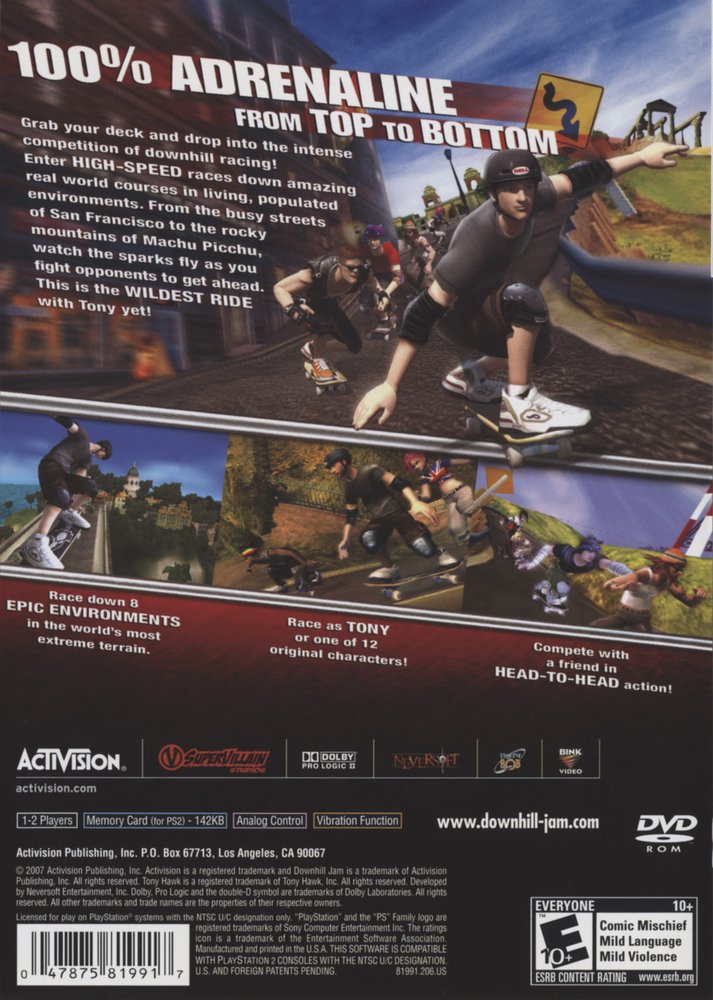 100% ADRENALINE
FROM TOP TO BOTTOM
Grab your deck and drop into the intense
competition of downhill racing!
Enter HIGH-SPEED races down amazing
real world courses in living, populated
environments. From the busy streets
of San Francisco to the rocky
mountains of Machu Picchu,
watch the sparks fly as you
fight opponents to get ahead.
This is the WILDEST RIDE
with Tony yet!
Race down 8
EPIC ENVIRONMENTS
in the world's most
extreme terrain.
Race as TONY
or one of 12
original characters!
Compete with
a friend in
HEAD-TO-HEAD action!
ACTIVISION.
SUPERVILLAIN
STUDIOS
DOLBY
PRO LOGIC II
NEVERSOFT
BINK
VIDEO
activision.com
1-2 Players
Memory Card (for PS2) - 142KB
Analog Control
Vibration Function
www.downhill-jam.com
DVD
ROM
Activision Publishing, Inc. P.O. Box 67713, Los Angeles, CA 90067
© 2007 Activision Publishing, Inc. Activision is a registered trademark and Downhill Jam is a trademark of Activision
Publishing, Inc. All rights reserved. Tony Hawk is a registered trademark of Tony Hawk, Inc. All rights reserved. Developed
by Neversoft Entertainment, Inc. Dolby, Pro Logic and the double-D symbol are trademarks of Dolby Laboratories. All rights
reserved. All other trademarks and trade names are the properties of their respective owners.
Licensed for play on PlayStation® systems with the NTSC U/C designation only. "PlayStation" and the "PS" Family logo are
registered trademarks of Sony Computer Entertainment Inc. The ratings
icon is a trademark of the Entertainment Software Association.
Manufactured and printed in the U.S.A. THIS SOFTWARE IS COMPATIBLE
WITH PLAYSTATION 2 CONSOLES WITH THE NTSC U/C DESIGNATION.
U.S. AND FOREIGN PATENTS PENDING.
81991.206.US
0 47875 81991 7
EVERYONE 10+
E
10+
Comic Mischief
Mild Language
Mild Violence
ESRB CONTENT RATING www.esrb.org